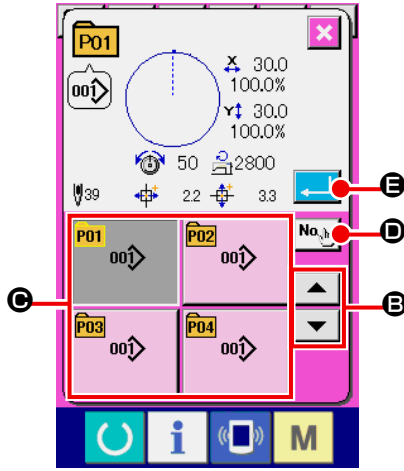 P01
001
X 30.0
100.0%
Y 30.0
100.0%
50 2800
39 2.2 3.3
E
No.
D
P01 P02
001 001
C
B
P03 P04
001 001
i M